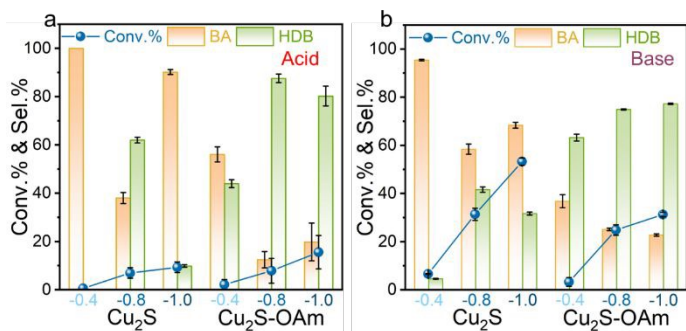 a
Conv.% BA HDB
Acid
Conv.% & Sel.%
100
80
60
40
20
0
-0.4 -0.8 -1.0 -0.4 -0.8 -1.0
Cu₂S Cu₂S-OAm
b
Conv.% BA HDB
Base
Conv.% & Sel.%
100
80
60
40
20
0
-0.4 -0.8 -1.0 -0.4 -0.8 -1.0
Cu₂S Cu₂S-OAm